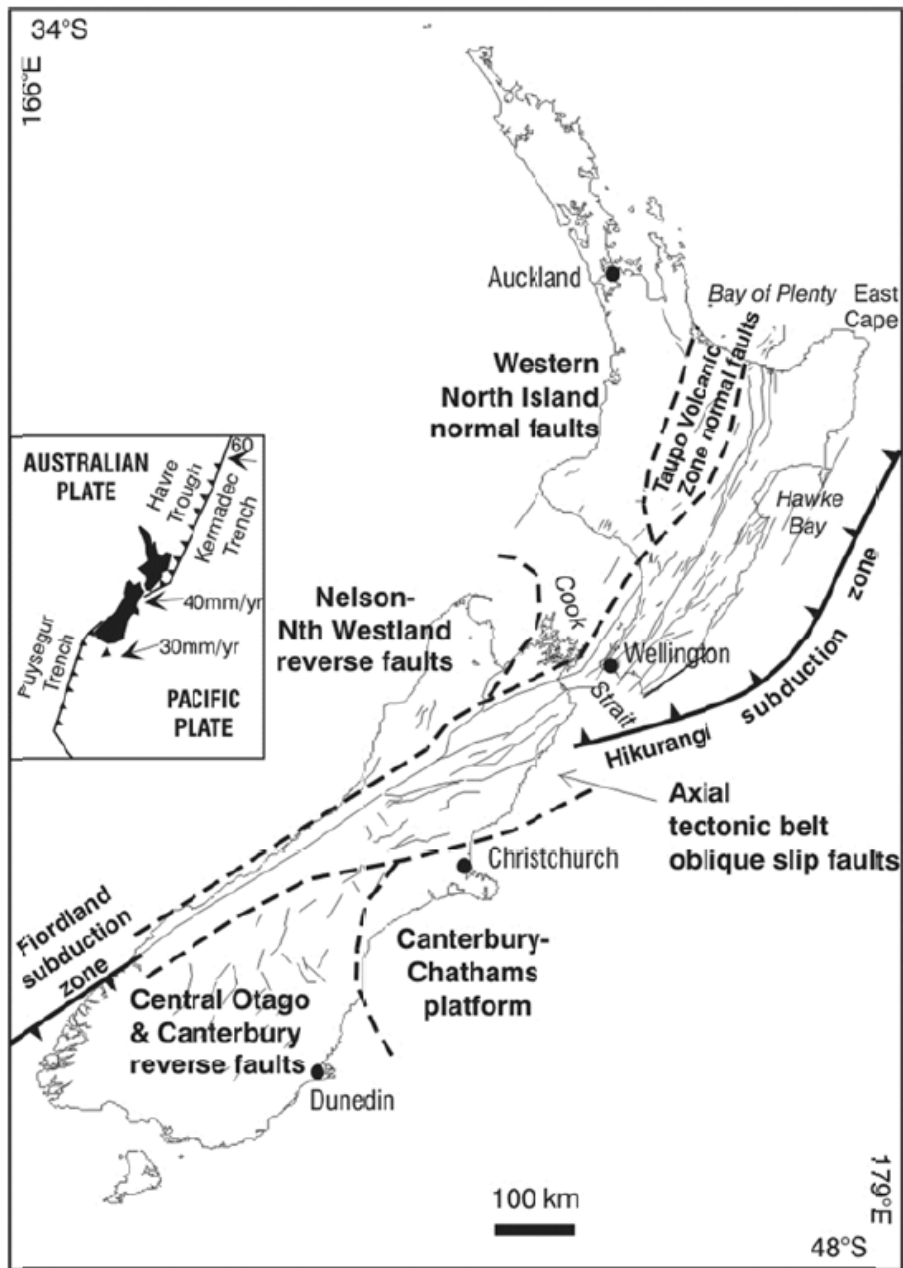 34°S
166°E
Auckland
Bay of Plenty
East
Cape
Western
North Island
normal faults
Taupo Volcanic
Zone normal faults
Hawke
Bay
AUSTRALIAN
PLATE
Havre
Trough
Kermadec
Trench
60
40mm/yr
30mm/yr
Puysegur
Trench
PACIFIC
PLATE
Nelson-
Nth Westland
reverse faults
Cook
Strait
Wellington
Hikurangi
subduction
zone
Axial
tectonic belt
oblique slip faults
Christchurch
Canterbury-
Chathams
platform
Fiordland
subduction
zone
Central Otago
& Canterbury
reverse faults
Dunedin
100 km
179°E
48°S